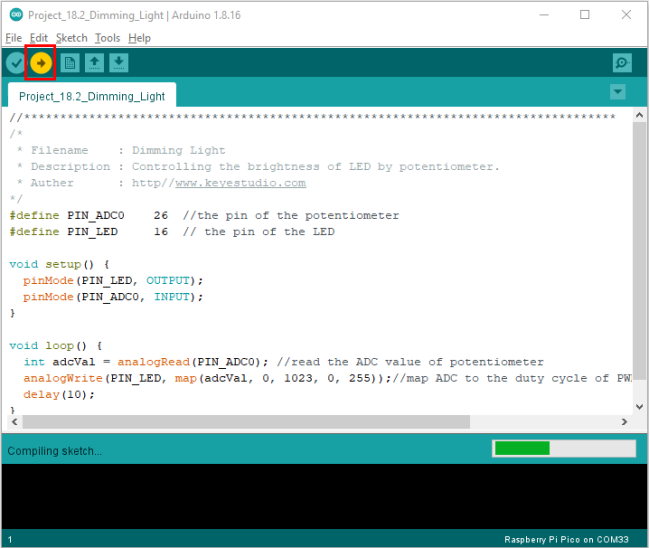 Project_18.2_Dimming_Light | Arduino 1.8.16
File Edit Sketch Tools Help
Project_18.2_Dimming_Light
//**********************************************************************************
/*
 * Filename    : Dimming Light
 * Description : Controlling the brightness of LED by potentiometer.
 * Auther      : http//www.keyestudio.com
*/
#define PIN_ADC0    26  //the pin of the potentiometer
#define PIN_LED     16  // the pin of the LED
void setup() {
  pinMode(PIN_LED, OUTPUT);
  pinMode(PIN_ADC0, INPUT);
}
void loop() {
  int adcVal = analogRead(PIN_ADC0); //read the ADC value of potentiometer
  analogWrite(PIN_LED, map(adcVal, 0, 1023, 0, 255));//map ADC to the duty cycle of PW
  delay(10);
}
Compiling sketch...
1
Raspberry Pi Pico on COM33